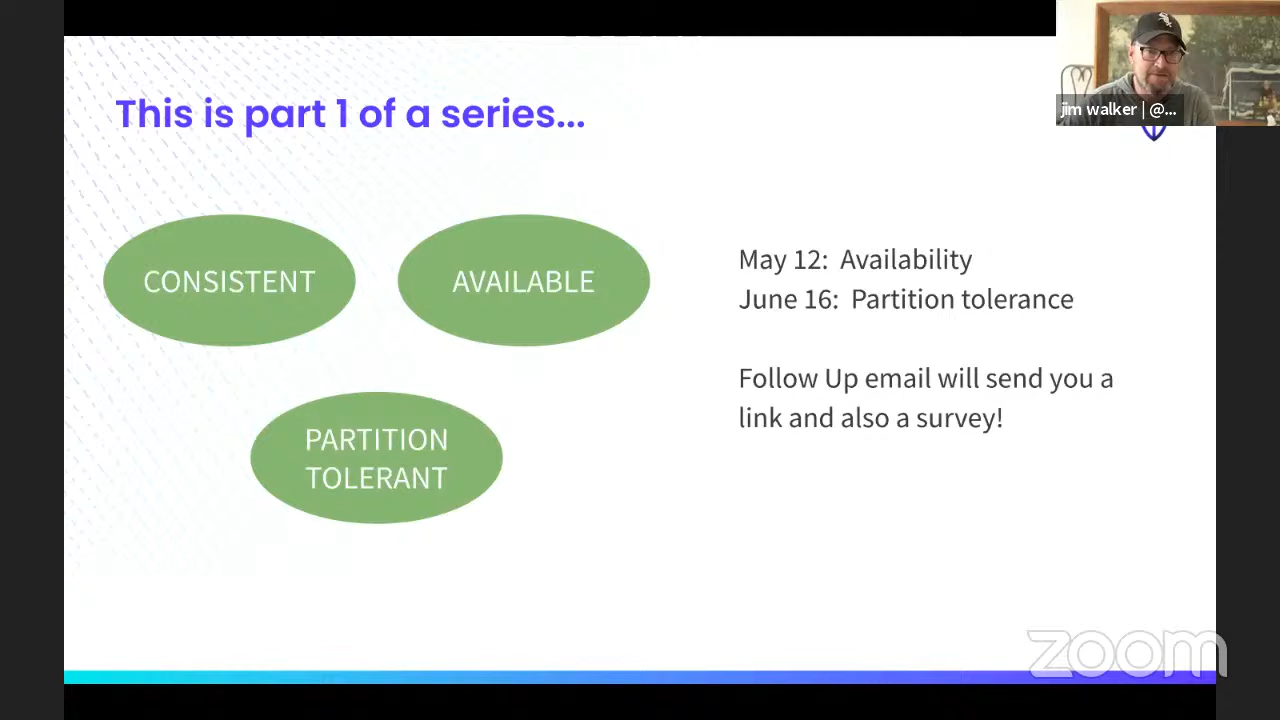 This is part 1 of a series...
jim walker | @...
CONSISTENT
AVAILABLE
PARTITION
TOLERANT
May 12:  Availability
June 16:  Partition tolerance
Follow Up email will send you a
link and also a survey!
zoom